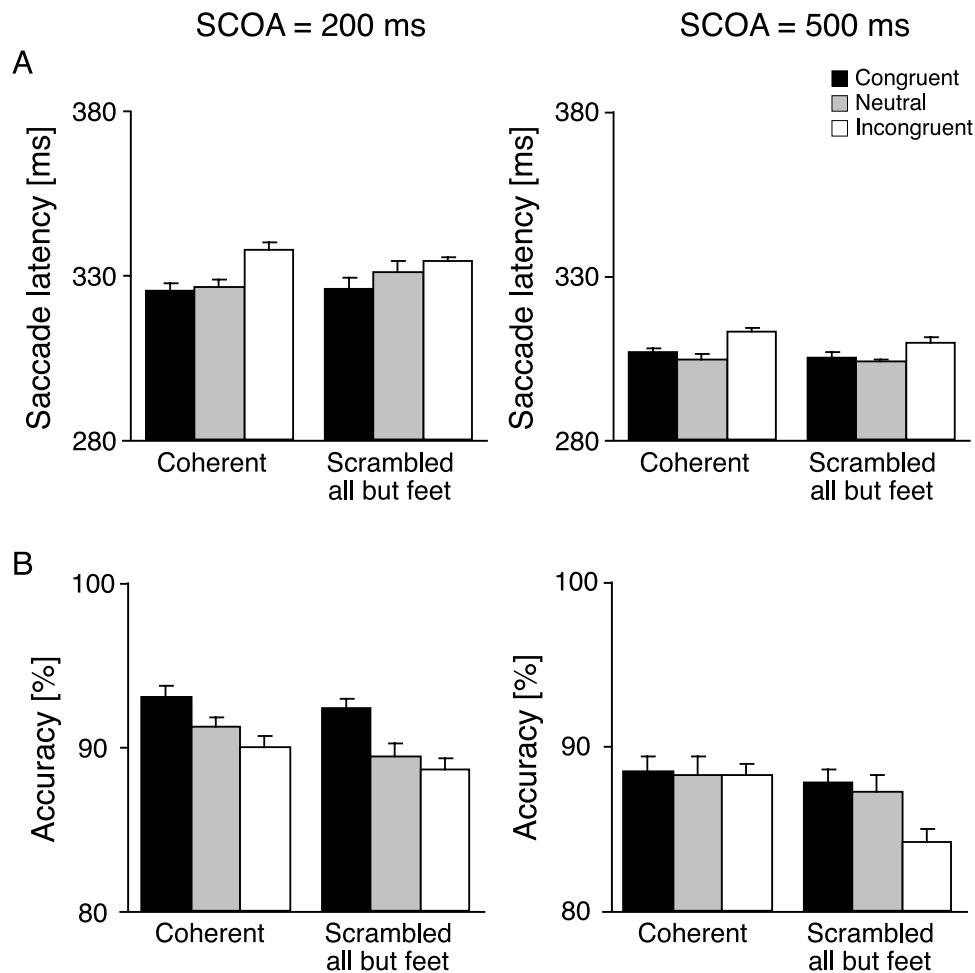 SCOA = 200 ms
SCOA = 500 ms
A
Congruent
Neutral
Incongruent
Saccade latency [ms]
380
330
280
Coherent
Scrambled
all but feet
Saccade latency [ms]
380
330
280
Coherent
Scrambled
all but feet
B
Accuracy [%]
100
90
80
Coherent
Scrambled
all but feet
Accuracy [%]
100
90
80
Coherent
Scrambled
all but feet